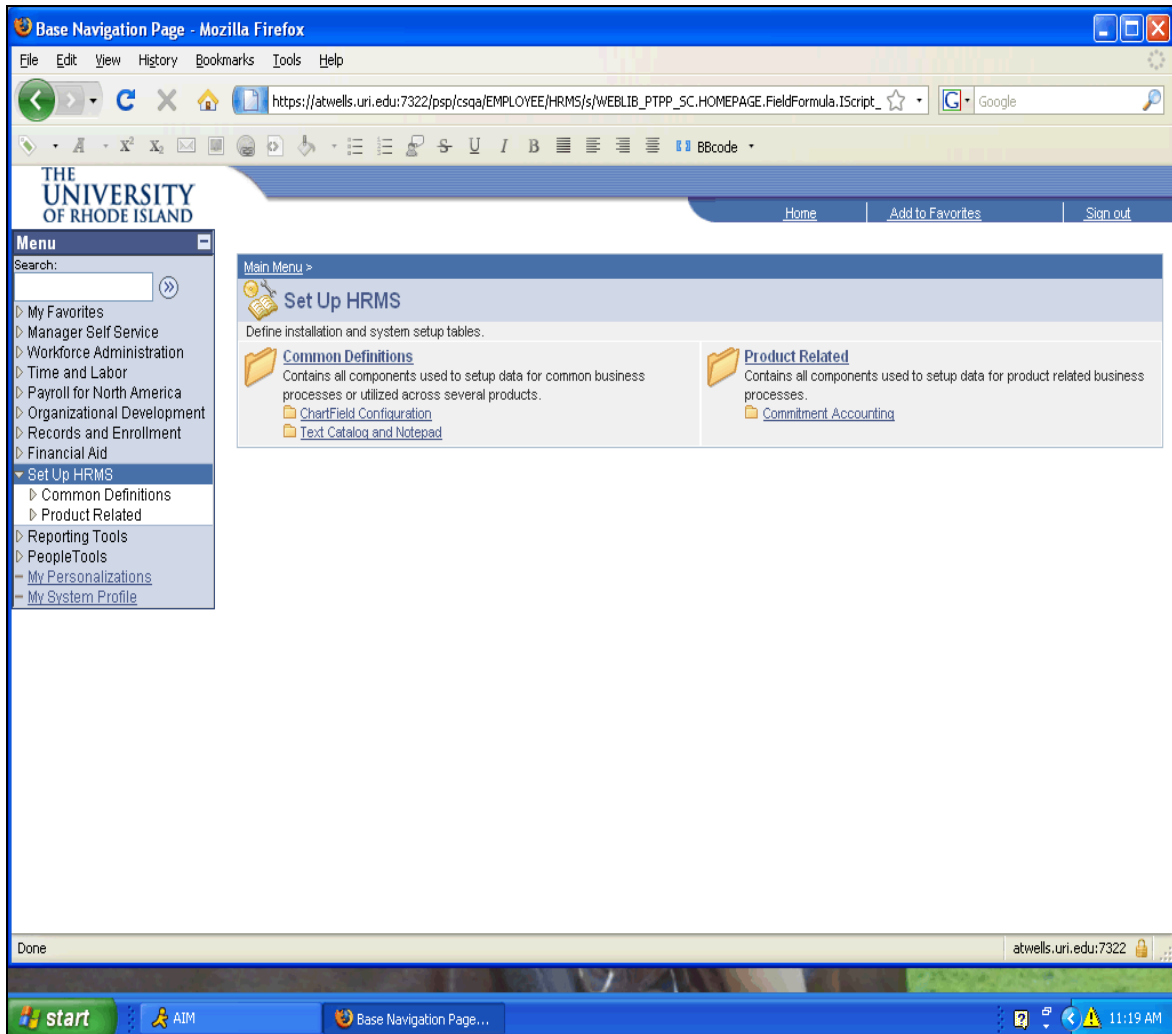 Base Navigation Page - Mozilla Firefox
File Edit View History Bookmarks Tools Help
https://atwells.uri.edu:7322/psp/csqa/EMPLOYEE/HRMS/s/WEBLIB_PTPP_SC.HOMEPAGE.FieldFormula.IScript_
G Google
A X² X₂ S U I B BBcode
THE
UNIVERSITY
OF RHODE ISLAND
Home Add to Favorites Sign out
Menu
Search:
My Favorites
Manager Self Service
Workforce Administration
Time and Labor
Payroll for North America
Organizational Development
Records and Enrollment
Financial Aid
Set Up HRMS
Common Definitions
Product Related
Reporting Tools
PeopleTools
My Personalizations
My System Profile
Main Menu >
Set Up HRMS
Define installation and system setup tables.
Common Definitions
Contains all components used to setup data for common business
processes or utilized across several products.
ChartField Configuration
Text Catalog and Notepad
Product Related
Contains all components used to setup data for product related business
processes.
Commitment Accounting
Done atwells.uri.edu:7322
start AIM Base Navigation Page... 11:19 AM